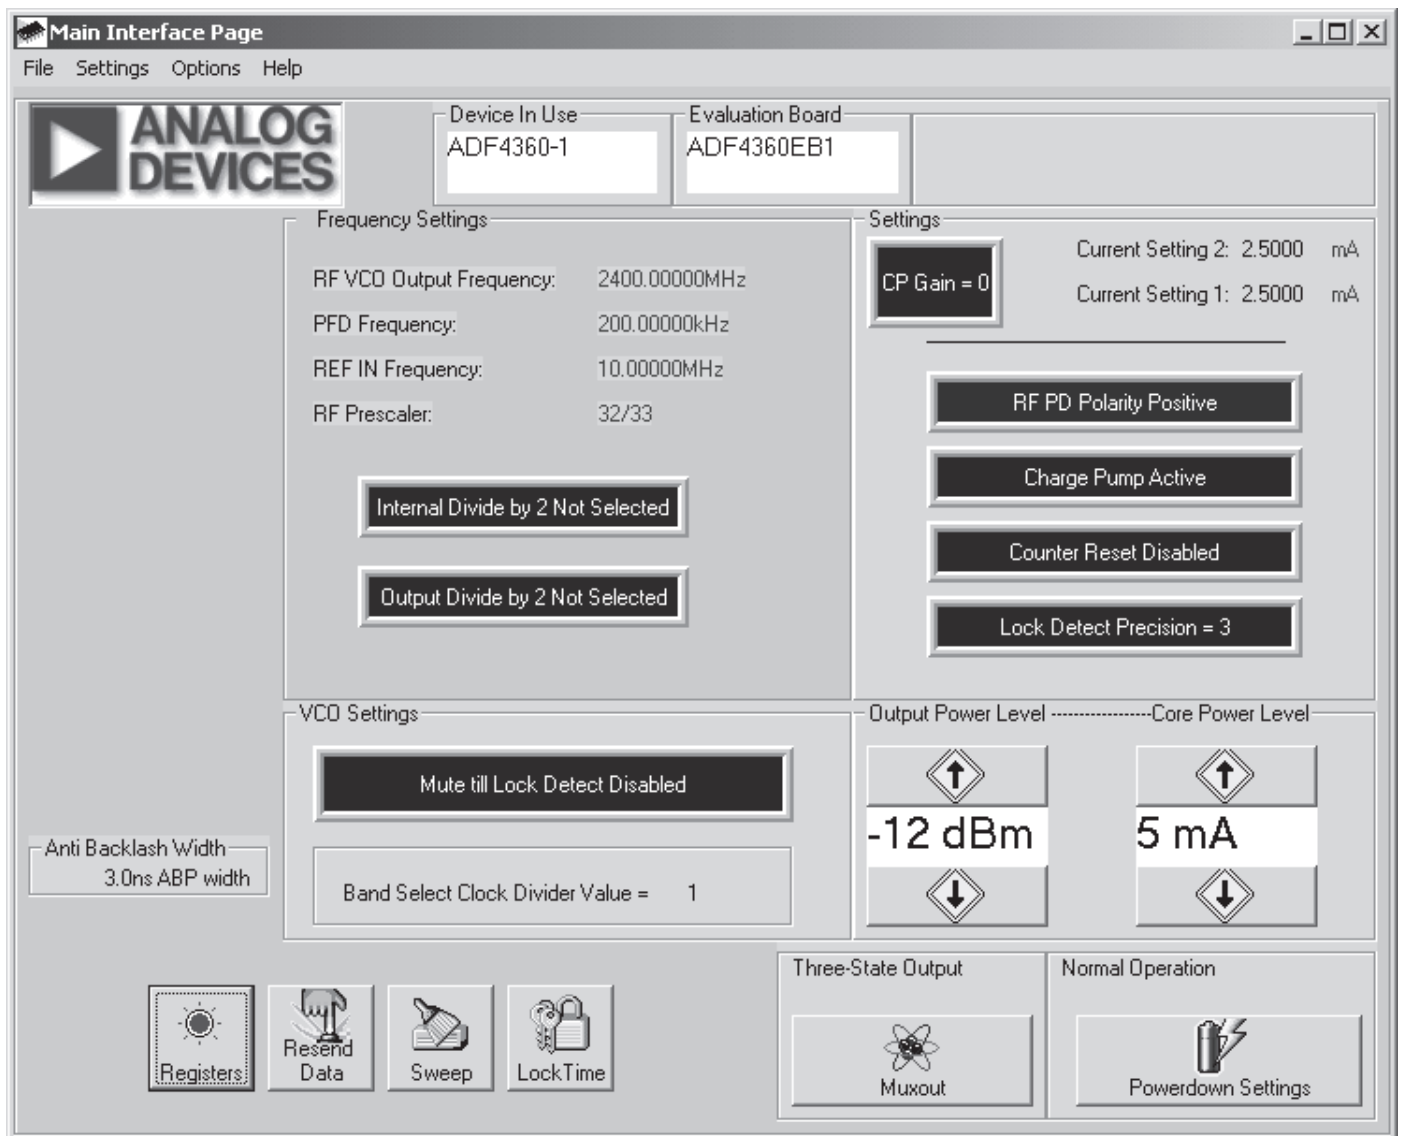 Main Interface Page
File Settings Options Help
ANALOG
DEVICES
Device In Use
ADF4360-1
Evaluation Board
ADF4360EB1
Frequency Settings
RF VCO Output Frequency: 2400.00000MHz
PFD Frequency: 200.00000kHz
REF IN Frequency: 10.00000MHz
RF Prescaler: 32/33
Internal Divide by 2 Not Selected
Output Divide by 2 Not Selected
Settings
CP Gain = 0
Current Setting 2: 2.5000 mA
Current Setting 1: 2.5000 mA
RF PD Polarity Positive
Charge Pump Active
Counter Reset Disabled
Lock Detect Precision = 3
VCO Settings
Mute till Lock Detect Disabled
Band Select Clock Divider Value = 1
Output Power Level -----------------Core Power Level
-12 dBm 5 mA
Anti Backlash Width
3.0ns ABP width
Registers
Resend
Data
Sweep
LockTime
Three-State Output
Muxout
Normal Operation
Powerdown Settings